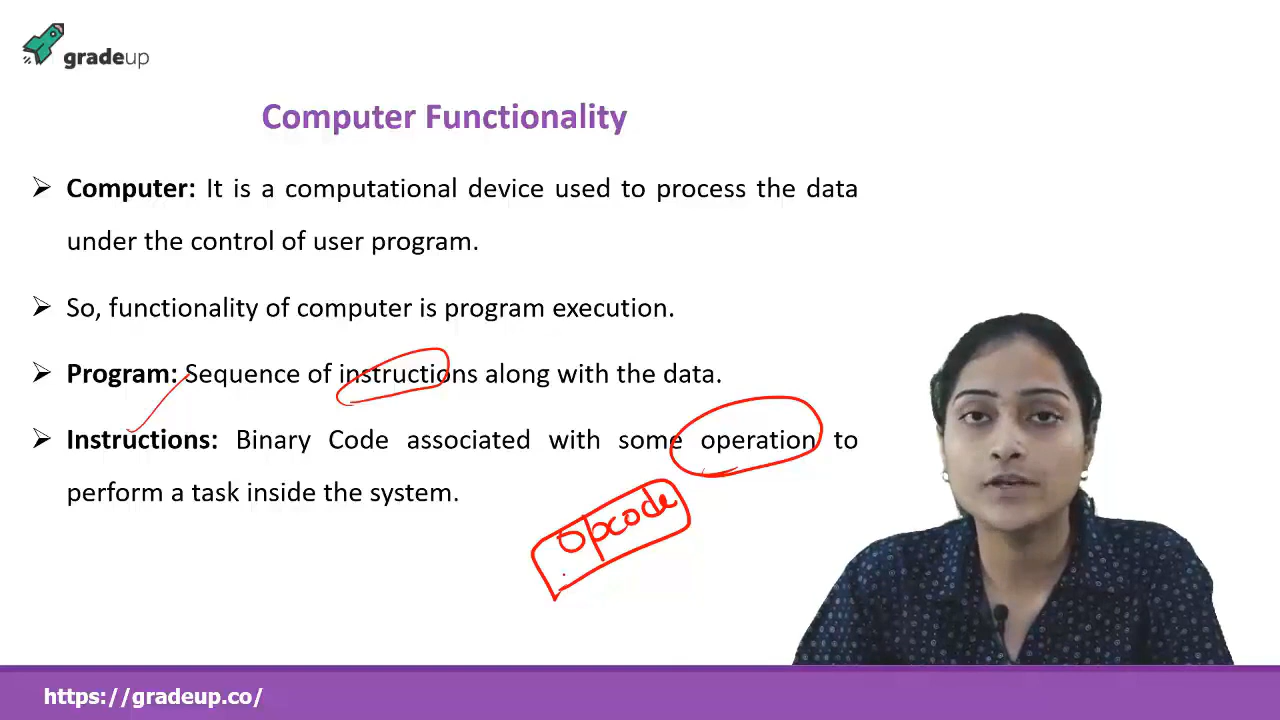 gradeup
Computer Functionality
➢ Computer: It is a computational device used to process the data
under the control of user program.
➢ So, functionality of computer is program execution.
➢ Program: Sequence of instructions along with the data.
➢ Instructions: Binary Code associated with some operation to
perform a task inside the system.
opcode
https://gradeup.co/